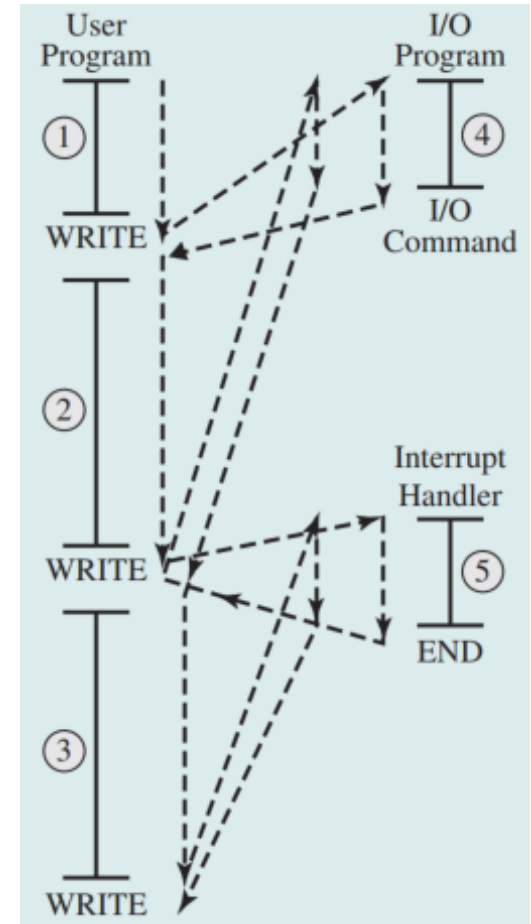 User
Program
1
WRITE
2
WRITE
3
WRITE
I/O
Program
4
I/O
Command
Interrupt
Handler
5
END